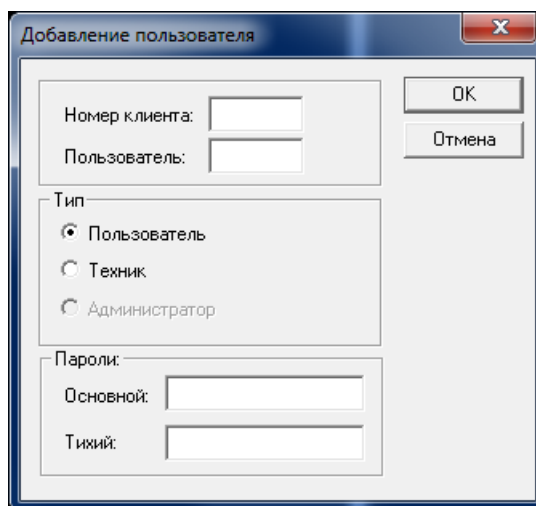 Добавление пользователя
Номер клиента:
Пользователь:
OK
Отмена
Тип
Пользователь
Техник
Администратор
Пароли:
Основной:
Тихий: